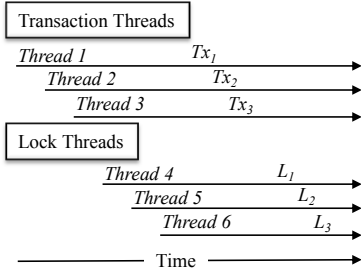 Transaction Threads
Thread 1 Tx1
Thread 2 Tx2
Thread 3 Tx3
Lock Threads
Thread 4 L1
Thread 5 L2
Thread 6 L3
Time